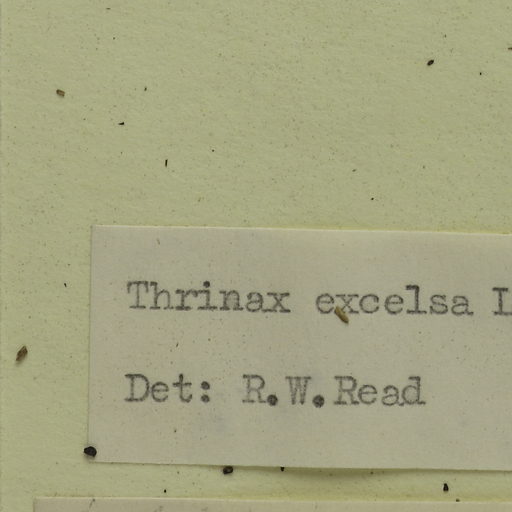 Thrinax excelsa L
Det: R.W.Read